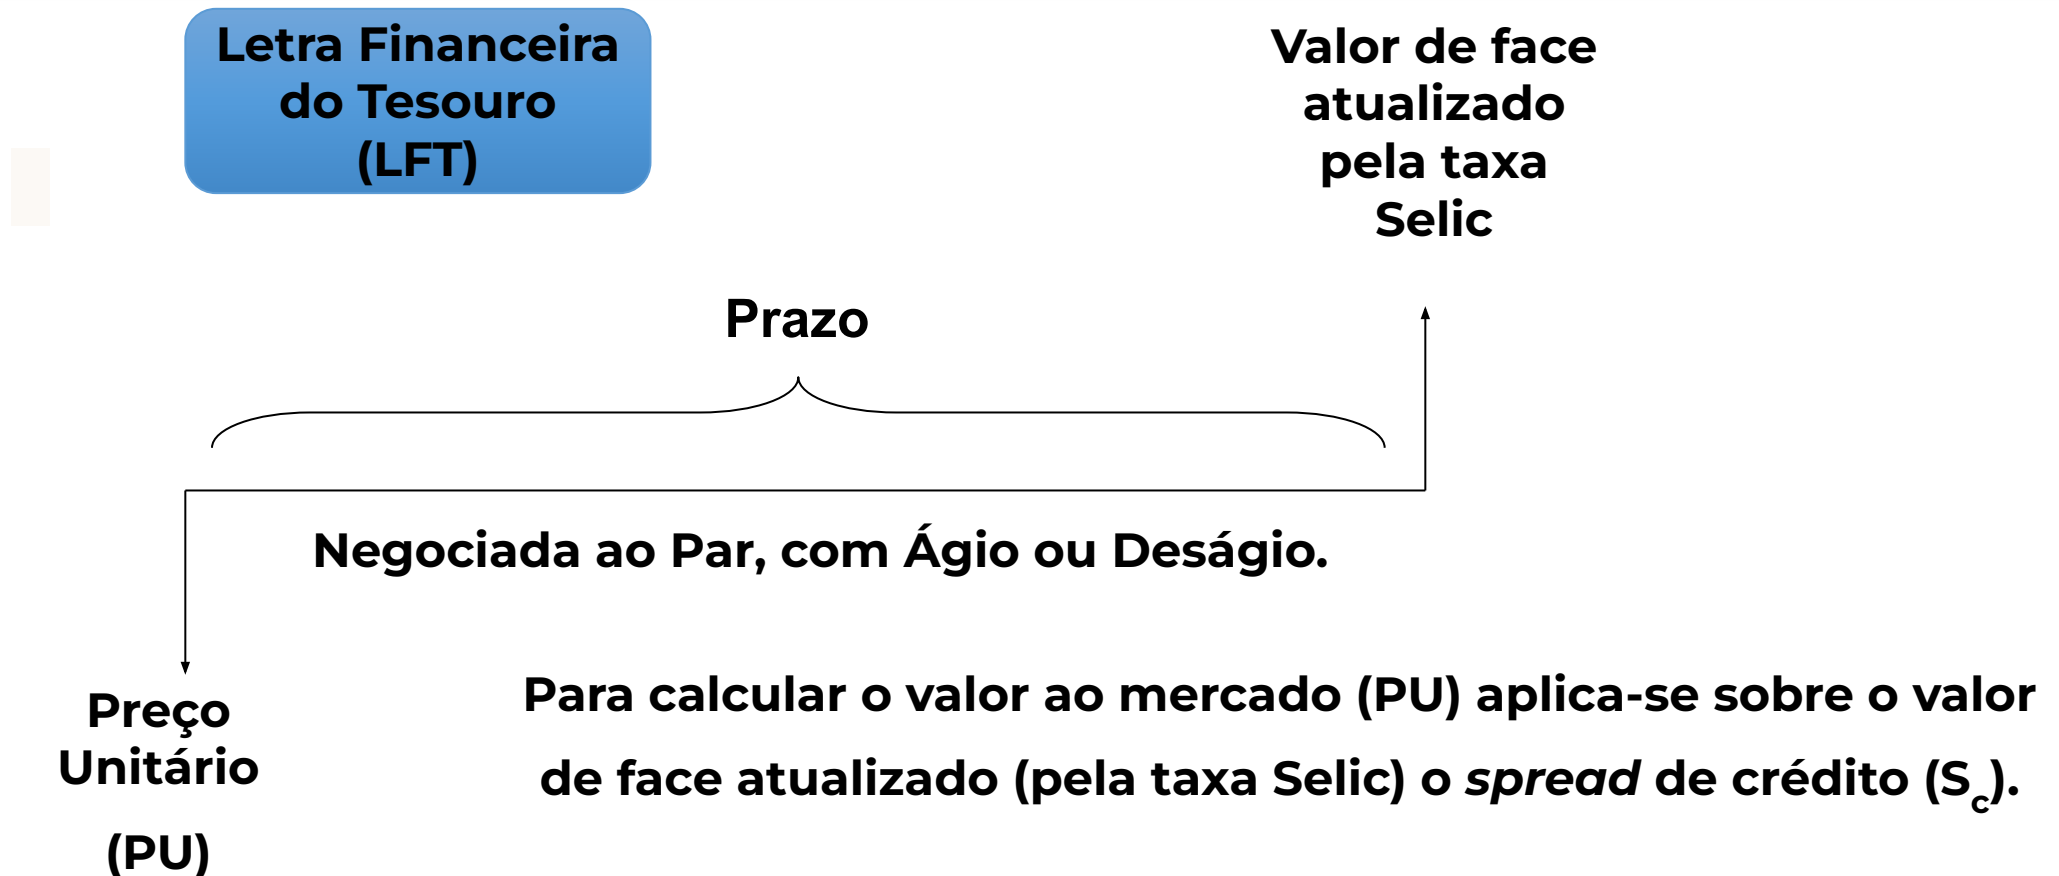 Letra Financeira
do Tesouro
(LFT)
Valor de face
atualizado
pela taxa
Selic
Prazo
Negociada ao Par, com Ágio ou Deságio.
Preço
Unitário
(PU)
Para calcular o valor ao mercado (PU) aplica-se sobre o valor
de face atualizado (pela taxa Selic) o spread de crédito (Sc).